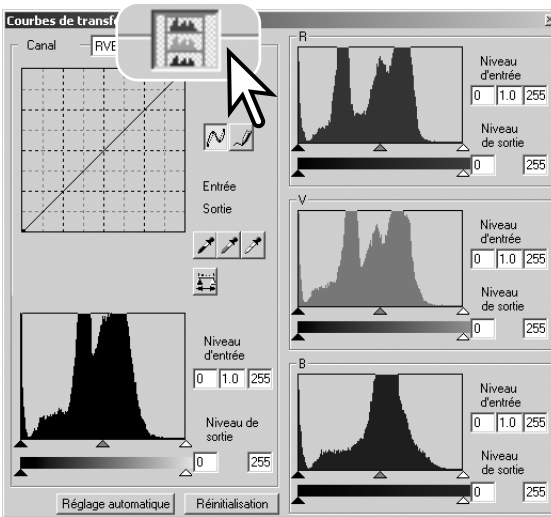 Courbes de transf
Canal
RVB
Entrée
Sortie
Niveau
d'entrée
0 1.0 255
Niveau de
sortie
0 255
Réglage automatique
Réinitialisation
R
Niveau
d'entrée
0 1.0 255
Niveau
de sortie
0 255
V
Niveau
d'entrée
0 1.0 255
Niveau
de sortie
0 255
B
Niveau
d'entrée
0 1.0 255
Niveau
de sortie
0 255